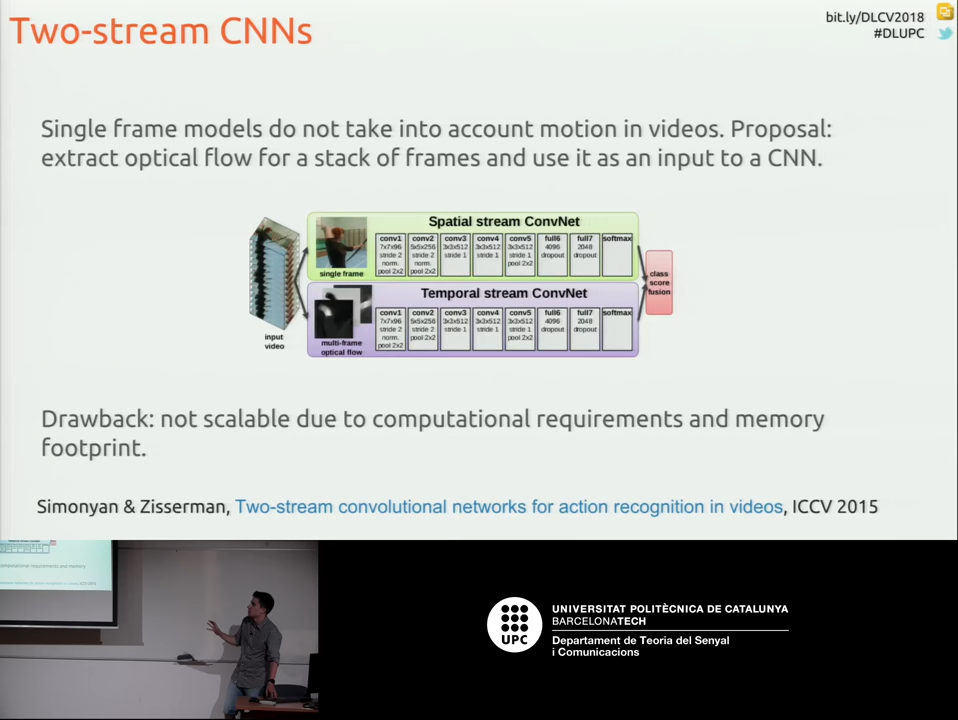 Two-stream CNNs
bit.ly/DLCV2018
#DLUPC
Single frame models do not take into account motion in videos. Proposal:
extract optical flow for a stack of frames and use it as an input to a CNN.
Spatial stream ConvNet
conv1 7x7x96 stride 2 norm. pool 2x2
conv2 5x5x256 stride 2 norm. pool 2x2
conv3 3x3x512 stride 1
conv4 3x3x512 stride 1
conv5 3x3x512 stride 1 pool 2x2
full6 4096 dropout
full7 2048 dropout
softmax
single frame
Temporal stream ConvNet
conv1 7x7x96 stride 2 norm. pool 2x2
conv2 5x5x256 stride 2 pool 2x2
conv3 3x3x512 stride 1
conv4 3x3x512 stride 1
conv5 3x3x512 stride 1 pool 2x2
full6 4096 dropout
full7 2048 dropout
softmax
multi-frame
optical flow
input
video
class
score
fusion
Drawback: not scalable due to computational requirements and memory
footprint.
Simonyan & Zisserman, Two-stream convolutional networks for action recognition in videos, ICCV 2015
UPC
UNIVERSITAT POLITÈCNICA DE CATALUNYA
BARCELONATECH
Departament de Teoria del Senyal
i Comunicacions